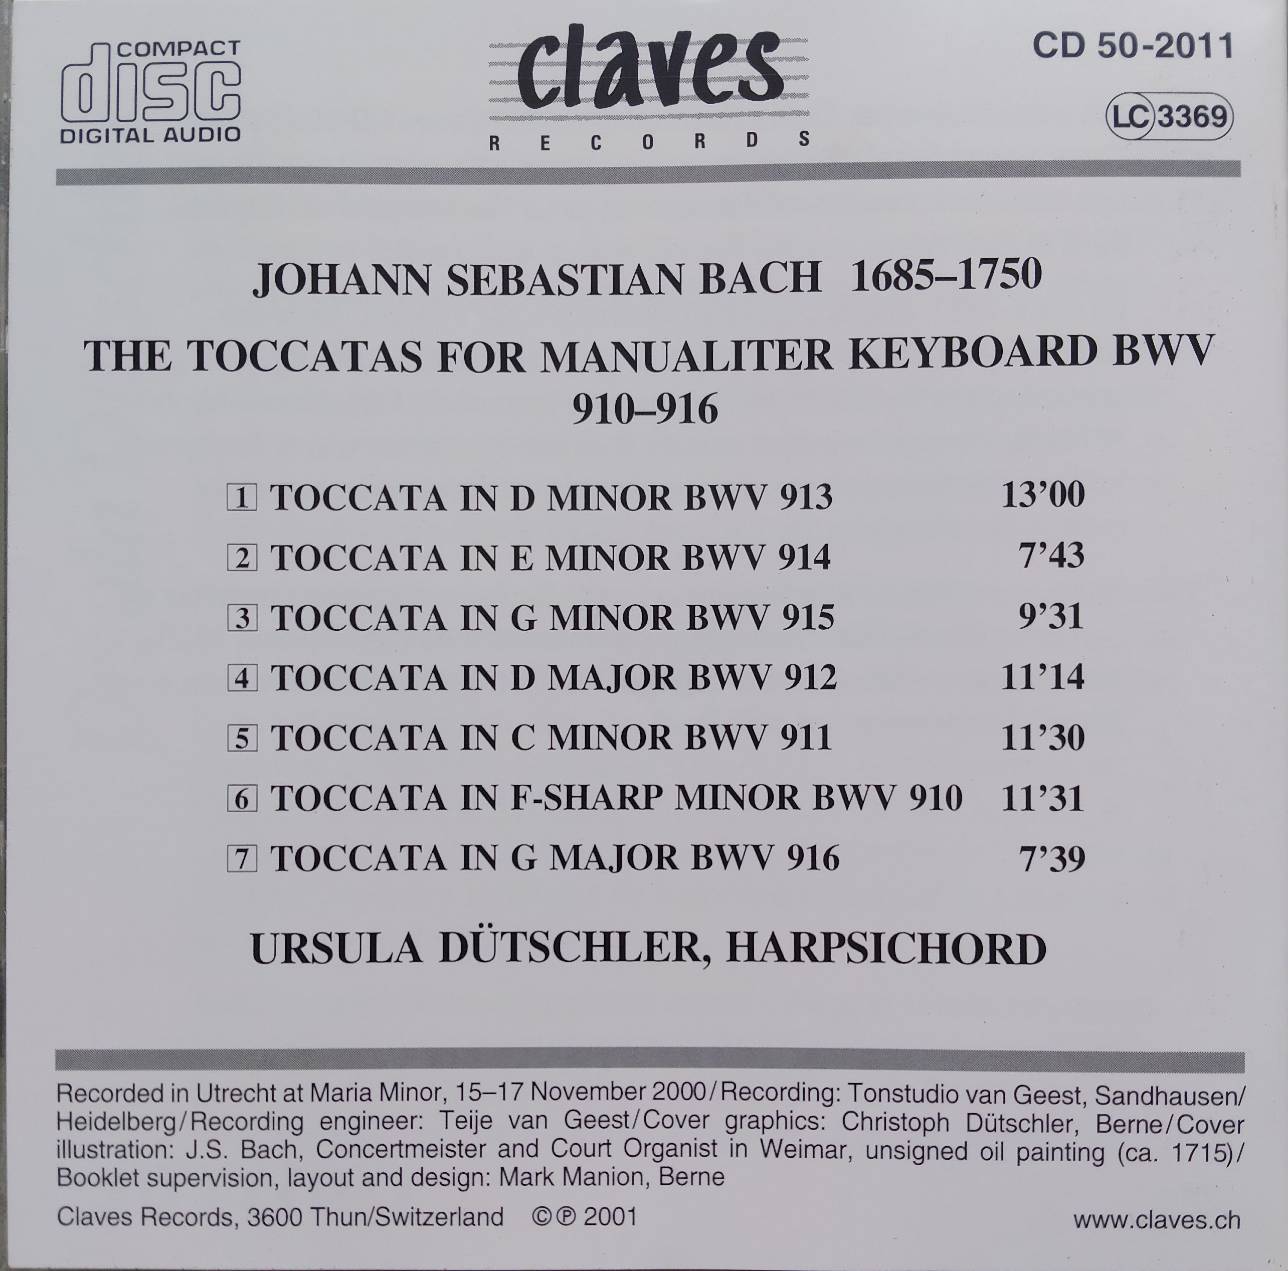 COMPACT
disc
DIGITAL AUDIO
claves
RECORDS
CD 50-2011
LC 3369
JOHANN SEBASTIAN BACH 1685–1750
THE TOCCATAS FOR MANUALITER KEYBOARD BWV
910–916
1 TOCCATA IN D MINOR BWV 913 13’00
2 TOCCATA IN E MINOR BWV 914 7’43
3 TOCCATA IN G MINOR BWV 915 9’31
4 TOCCATA IN D MAJOR BWV 912 11’14
5 TOCCATA IN C MINOR BWV 911 11’30
6 TOCCATA IN F-SHARP MINOR BWV 910 11’31
7 TOCCATA IN G MAJOR BWV 916 7’39
URSULA DÜTSCHLER, HARPSICHORD
Recorded in Utrecht at Maria Minor, 15–17 November 2000/Recording: Tonstudio van Geest, Sandhausen/
Heidelberg/Recording engineer: Teije van Geest/Cover graphics: Christoph Dütschler, Berne/Cover
illustration: J.S. Bach, Concertmeister and Court Organist in Weimar, unsigned oil painting (ca. 1715)/
Booklet supervision, layout and design: Mark Manion, Berne
Claves Records, 3600 Thun/Switzerland ©℗ 2001
www.claves.ch